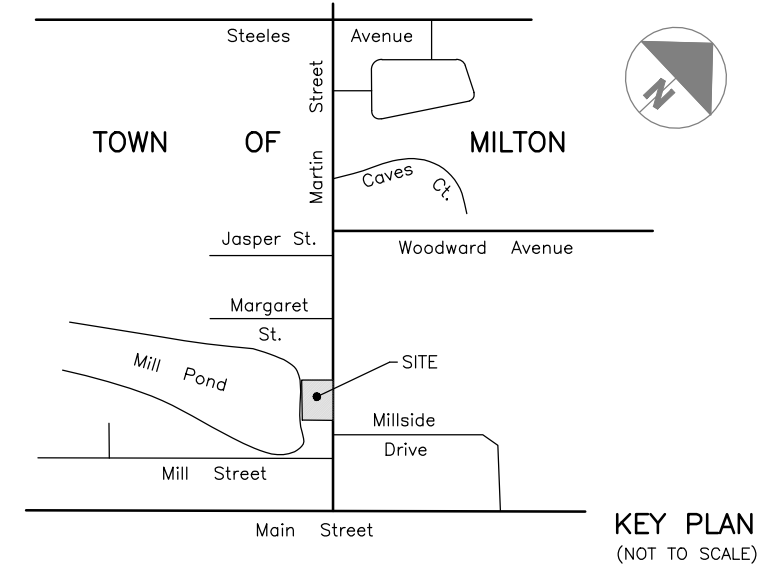 Steeles Avenue
Street
N
TOWN OF MILTON
Martin
Caves Ct.
Jasper St.
Woodward Avenue
Margaret
St.
Mill Pond
SITE
Millside
Drive
Mill Street
Main Street
KEY PLAN
(NOT TO SCALE)